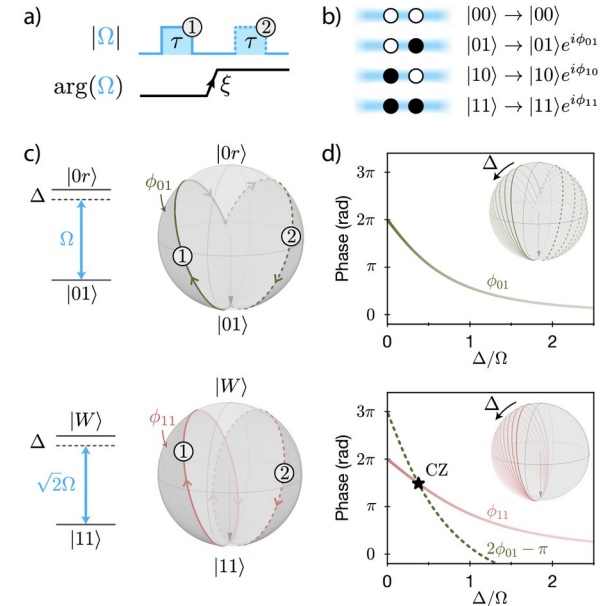 a)
|Ω|
τ
①
τ
②
arg(Ω)
ξ
b)
|00⟩ → |00⟩
|01⟩ → |01⟩e^{iϕ₀₁}
|10⟩ → |10⟩e^{iϕ₁₀}
|11⟩ → |11⟩e^{iϕ₁₁}
c)
|0r⟩
Δ
Ω
|01⟩
|0r⟩
ϕ₀₁
①
②
|01⟩
d)
Phase (rad)
3π
2π
π
0
Δ
ϕ₀₁
0 1 2
Δ/Ω
|W⟩
Δ
√2Ω
|11⟩
|W⟩
ϕ₁₁
①
②
|11⟩
Phase (rad)
3π
2π
π
0
Δ
CZ
ϕ₁₁
2ϕ₀₁ − π
0 1 2
Δ/Ω